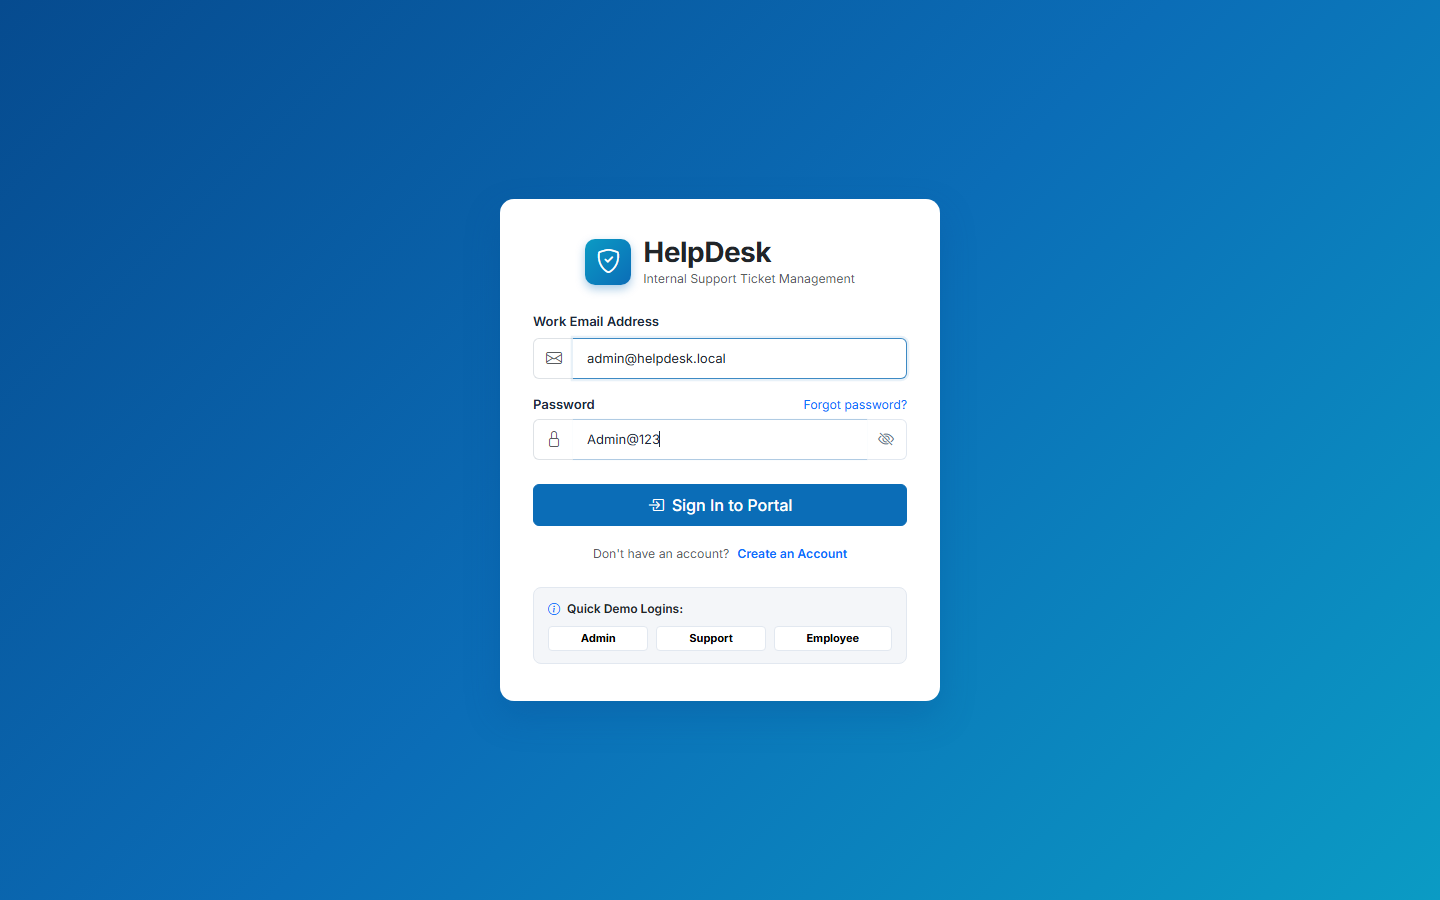 HelpDesk
Internal Support Ticket Management
Work Email Address
admin@helpdesk.local
Password Forgot password?
Admin@123
Sign In to Portal
Don't have an account? Create an Account
Quick Demo Logins:
Admin Support Employee